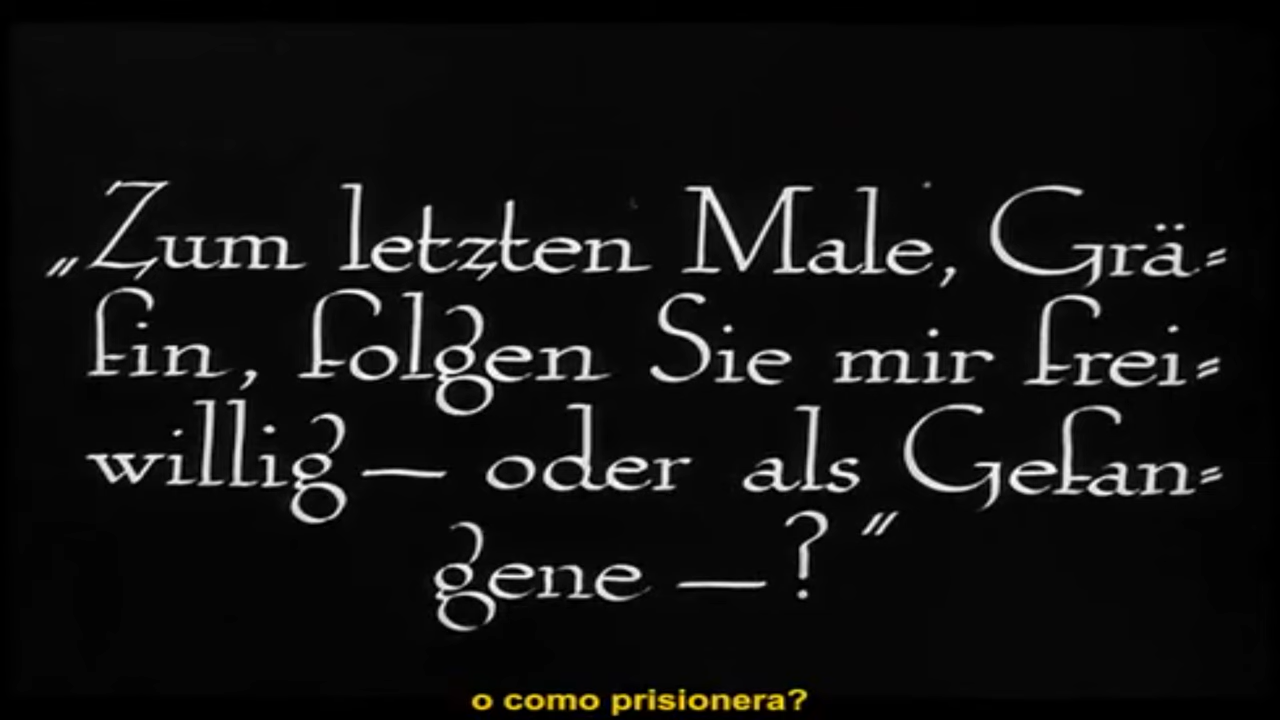 „Zum letzten Male, Grä=
fin, folgen Sie mir frei=
willig — oder als Gefan=
gene — ?"
o como prisionera?